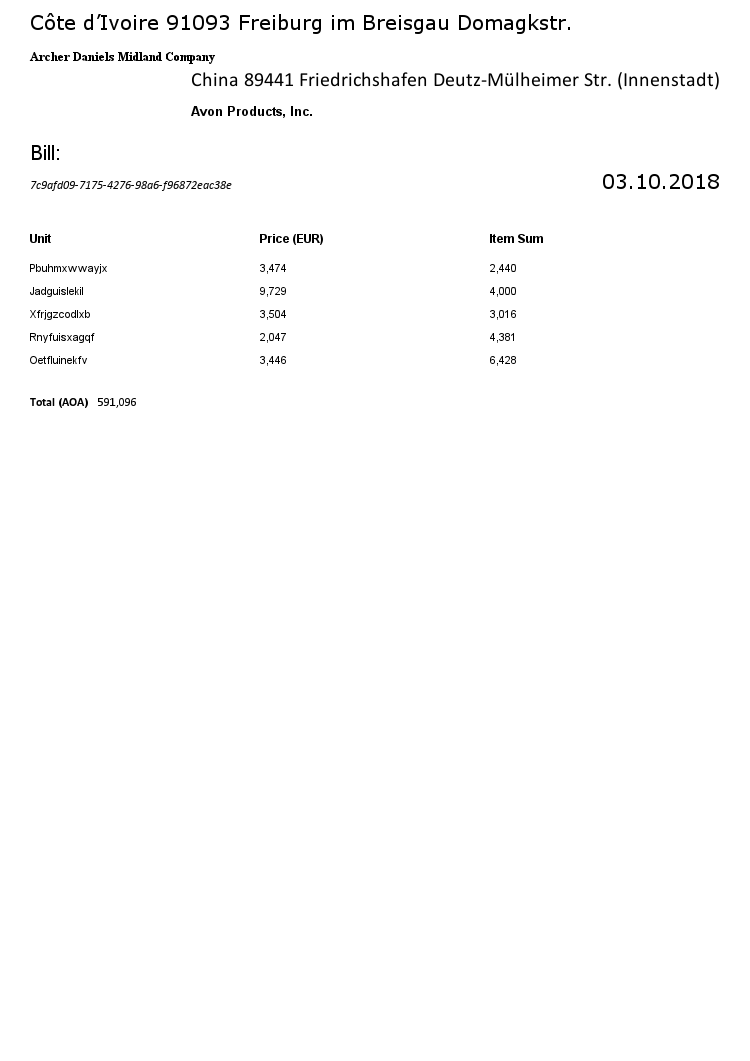 Côte d’Ivoire 91093 Freiburg im Breisgau Domagkstr.
Archer Daniels Midland Company
China 89441 Friedrichshafen Deutz-Mülheimer Str. (Innenstadt)
Avon Products, Inc.
Bill:
7c9afd09-7175-4276-98a6-f96872eac38e 03.10.2018
Unit Price (EUR) Item Sum
Pbuhmxwwayjx 3,474 2,440
Jadguislekil 9,729 4,000
Xfrjgzcodlxb 3,504 3,016
Rnyfuisxagqf 2,047 4,381
Oetfluinekfv 3,446 6,428
Total (AOA) 591,096